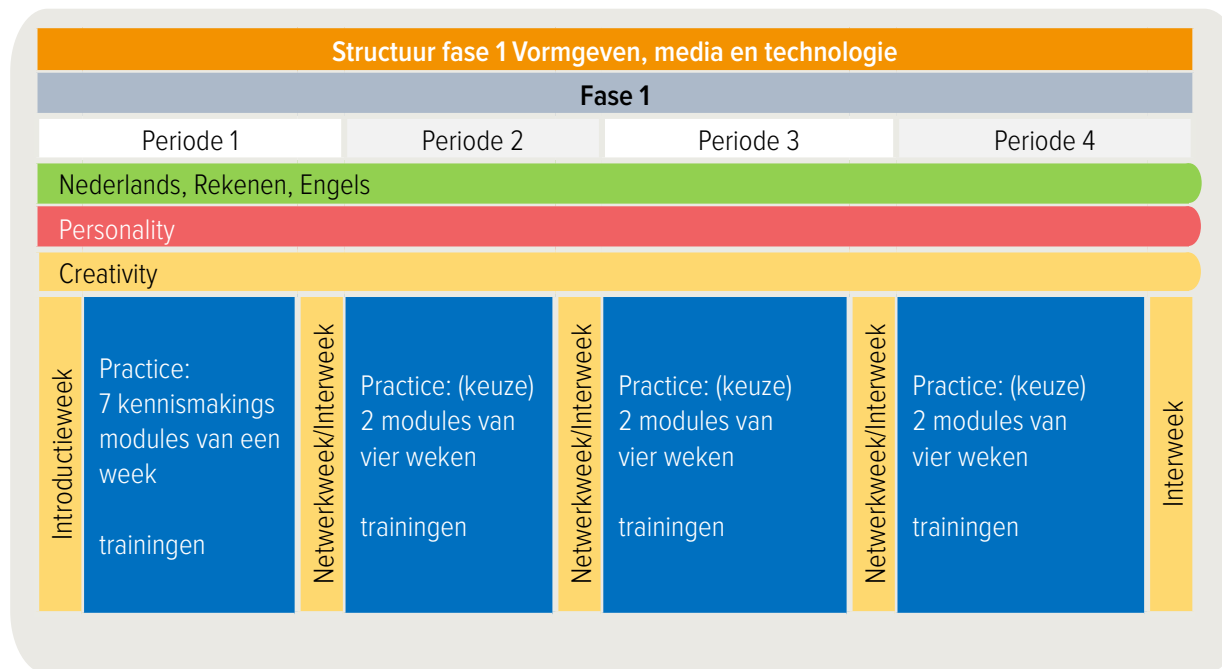 Structuur fase 1 Vormgeven, media en technologie
Fase 1
Periode 1
Periode 2
Periode 3
Periode 4
Nederlands, Rekenen, Engels
Personality
Creativity
Introductieweek
Practice:
7 kennismakings
modules van een
week
trainingen
Netwerkweek/Interweek
Practice: (keuze)
2 modules van
vier weken
trainingen
Netwerkweek/Interweek
Practice: (keuze)
2 modules van
vier weken
trainingen
Netwerkweek/Interweek
Practice: (keuze)
2 modules van
vier weken
trainingen
Interweek